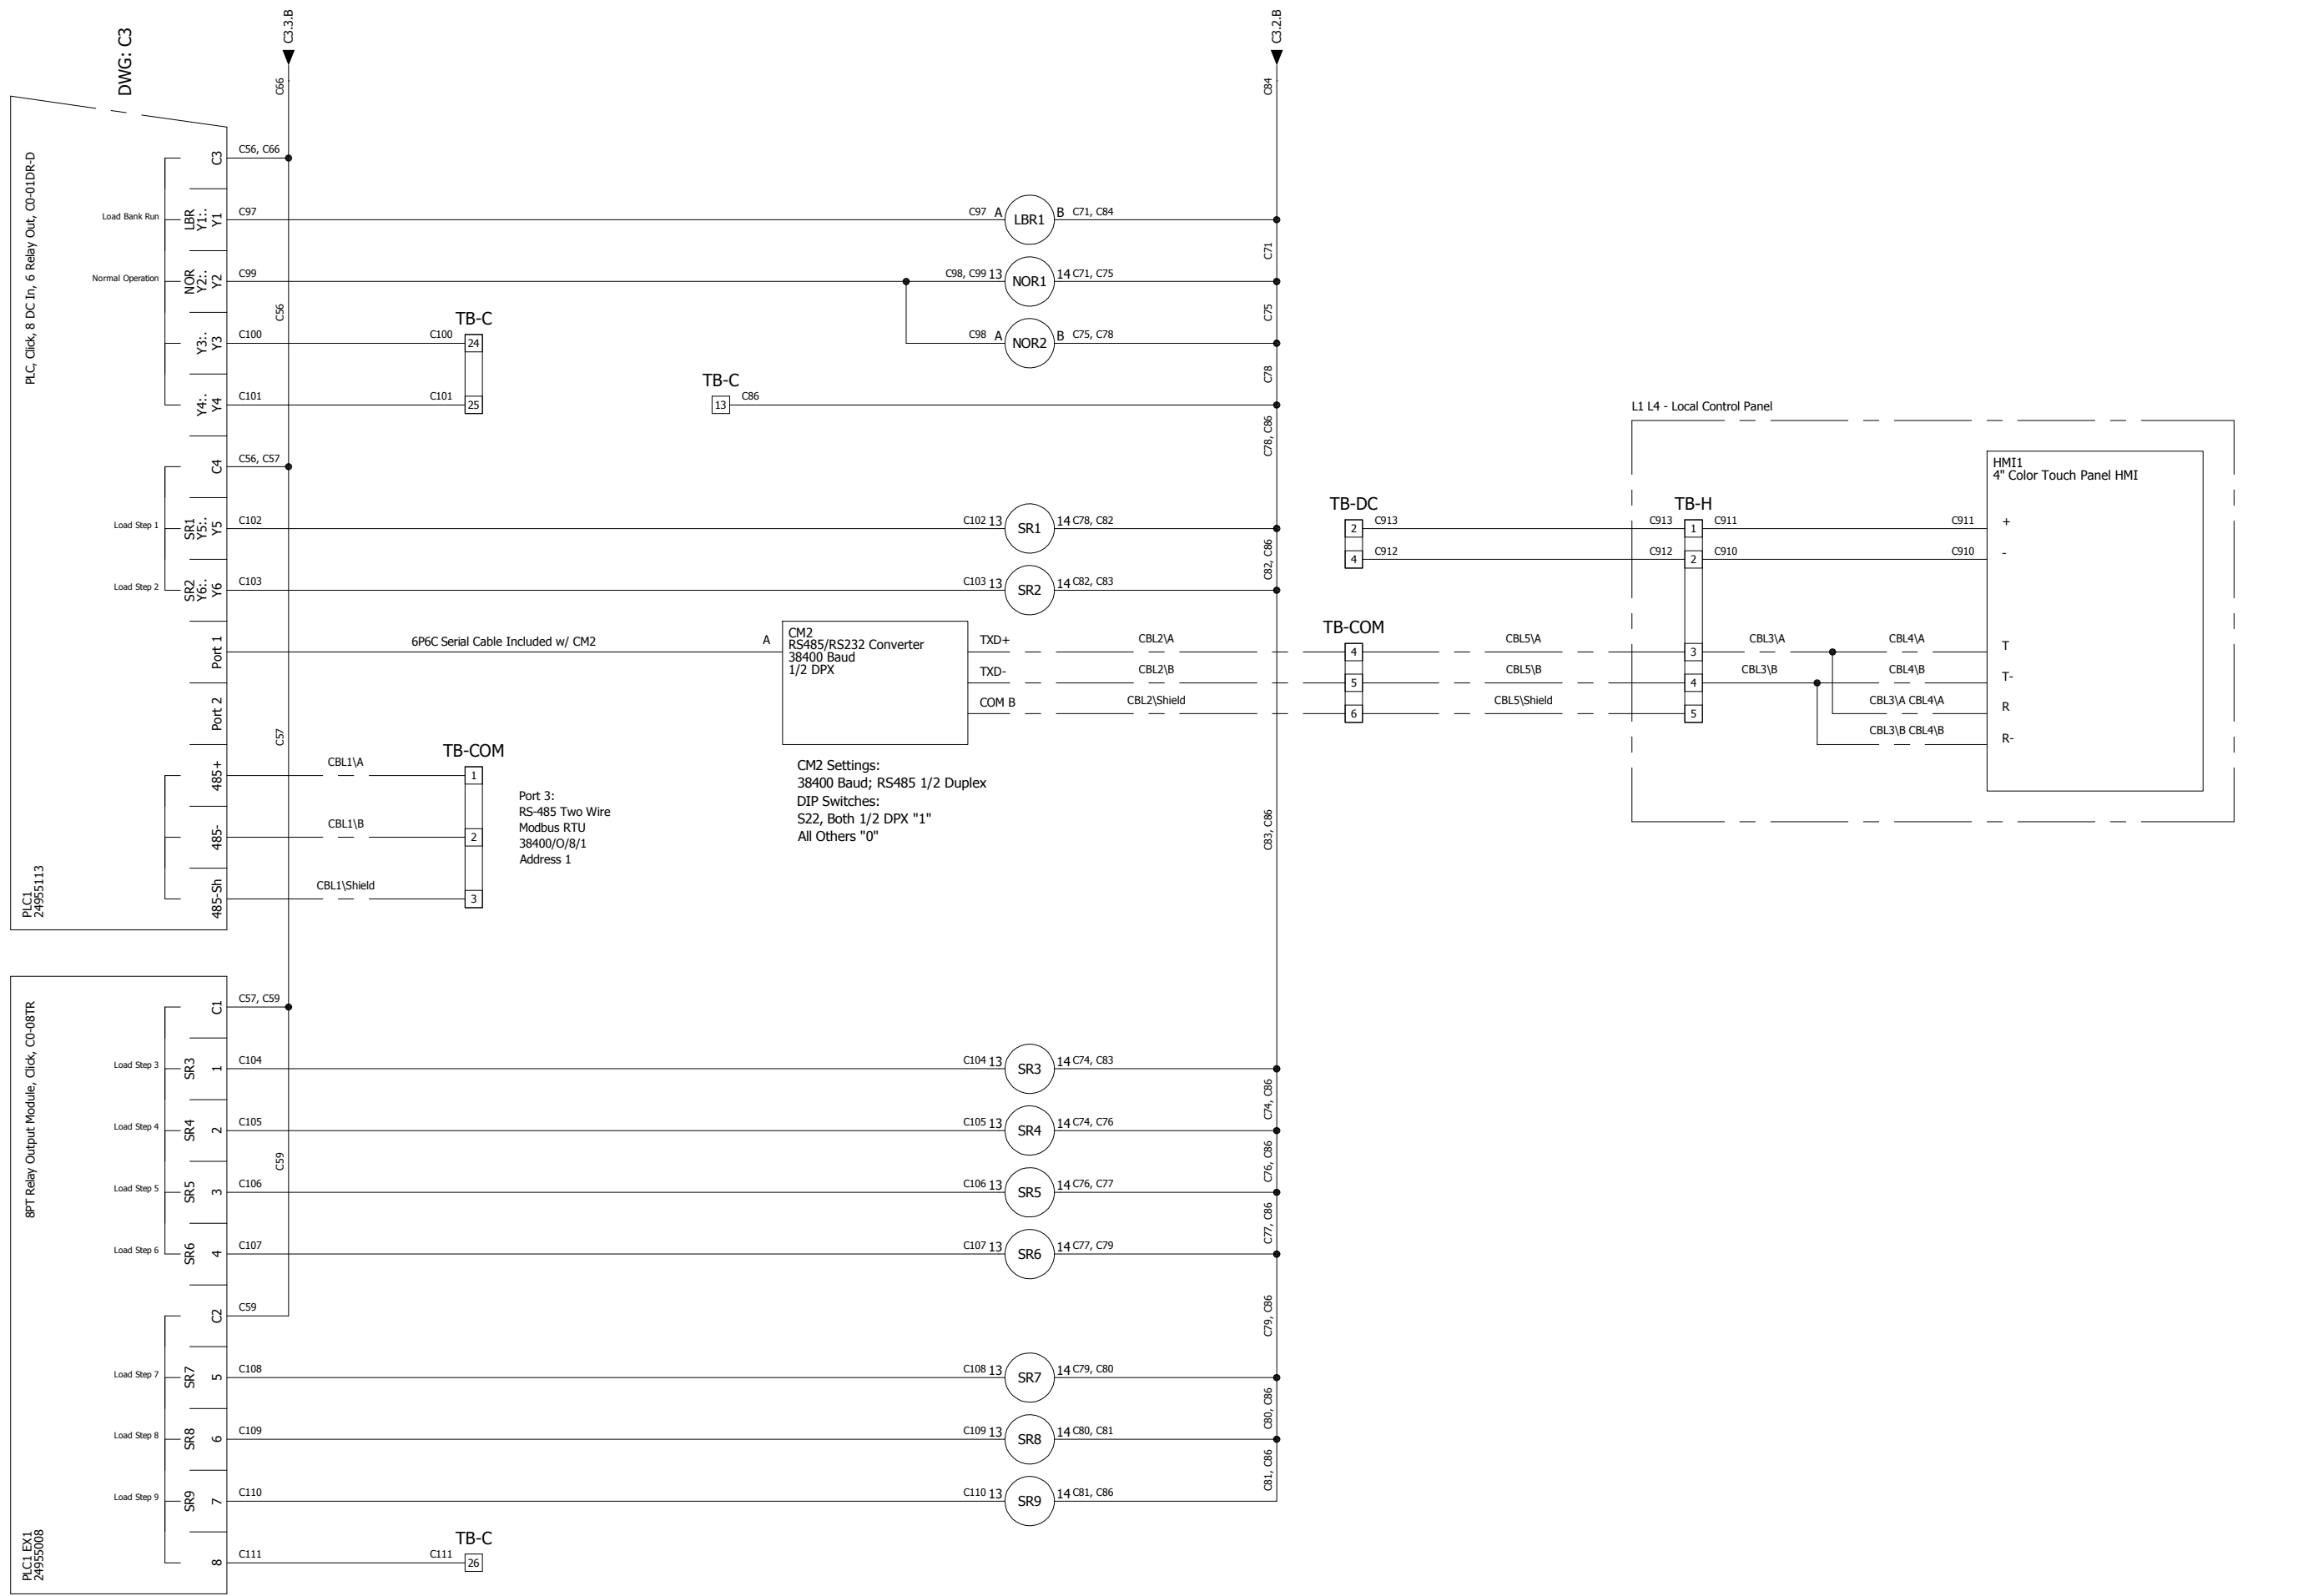 DWG: C3
C3.3.B
C3.2.B
C66
C84
PLC, Click, 8 DC In, 6 Relay Out, C0-01DR-D
C3
C56, C66
Load Bank Run
LBR
Y1:.
Y1
C97
C97 A
LBR1
B C71, C84
C71
Normal Operation
NOR
Y2:.
Y2
C99
C98, C99 13
NOR1
14 C71, C75
C56
C75
Y3:.
Y3
C100
C100
TB-C
24
C98 A
NOR2
B C75, C78
C78
Y4:.
Y4
C101
C101
25
TB-C
13
C86
C78, C86
C4
C56, C57
Load Step 1
SR1
Y5:.
Y5
C102
C102 13
SR1
14 C78, C82
C82, C86
Load Step 2
SR2
Y6:.
Y6
C103
C103 13
SR2
14 C82, C83
L1 L4 - Local Control Panel
HMI1
4" Color Touch Panel HMI
TB-DC
2
C913
C913
TB-H
1
C911
C911
+
4
C912
C912
2
C910
C910
-
Port 1
6P6C Serial Cable Included w/ CM2
A
CM2
RS485/RS232 Converter
38400 Baud
1/2 DPX
TXD+
CBL2\A
TB-COM
4
CBL5\A
3
CBL3\A
CBL4\A
T
TXD-
CBL2\B
5
CBL5\B
4
CBL3\B
CBL4\B
T-
COM B
CBL2\Shield
6
CBL5\Shield
5
CBL3\A CBL4\A
R
CBL3\B CBL4\B
R-
Port 2
C57
CM2 Settings:
38400 Baud; RS485 1/2 Duplex
DIP Switches:
S22, Both 1/2 DPX "1"
All Others "0"
C83, C86
485+
CBL1\A
TB-COM
1
485-
CBL1\B
2
485-Sh
CBL1\Shield
3
Port 3:
RS-485 Two Wire
Modbus RTU
38400/O/8/1
Address 1
PLC1
24955113
8PT Relay Output Module, Click, C0-08TR
C1
C57, C59
Load Step 3
SR3
1
C104
C104 13
SR3
14 C74, C83
C74, C86
Load Step 4
SR4
2
C105
C105 13
SR4
14 C74, C76
C59
C76, C86
Load Step 5
SR5
3
C106
C106 13
SR5
14 C76, C77
C77, C86
Load Step 6
SR6
4
C107
C107 13
SR6
14 C77, C79
C2
C59
C79, C86
Load Step 7
SR7
5
C108
C108 13
SR7
14 C79, C80
C80, C86
Load Step 8
SR8
6
C109
C109 13
SR8
14 C80, C81
C81, C86
Load Step 9
SR9
7
C110
C110 13
SR9
14 C81, C86
8
C111
C111
TB-C
26
PLC1 EX1
24955008